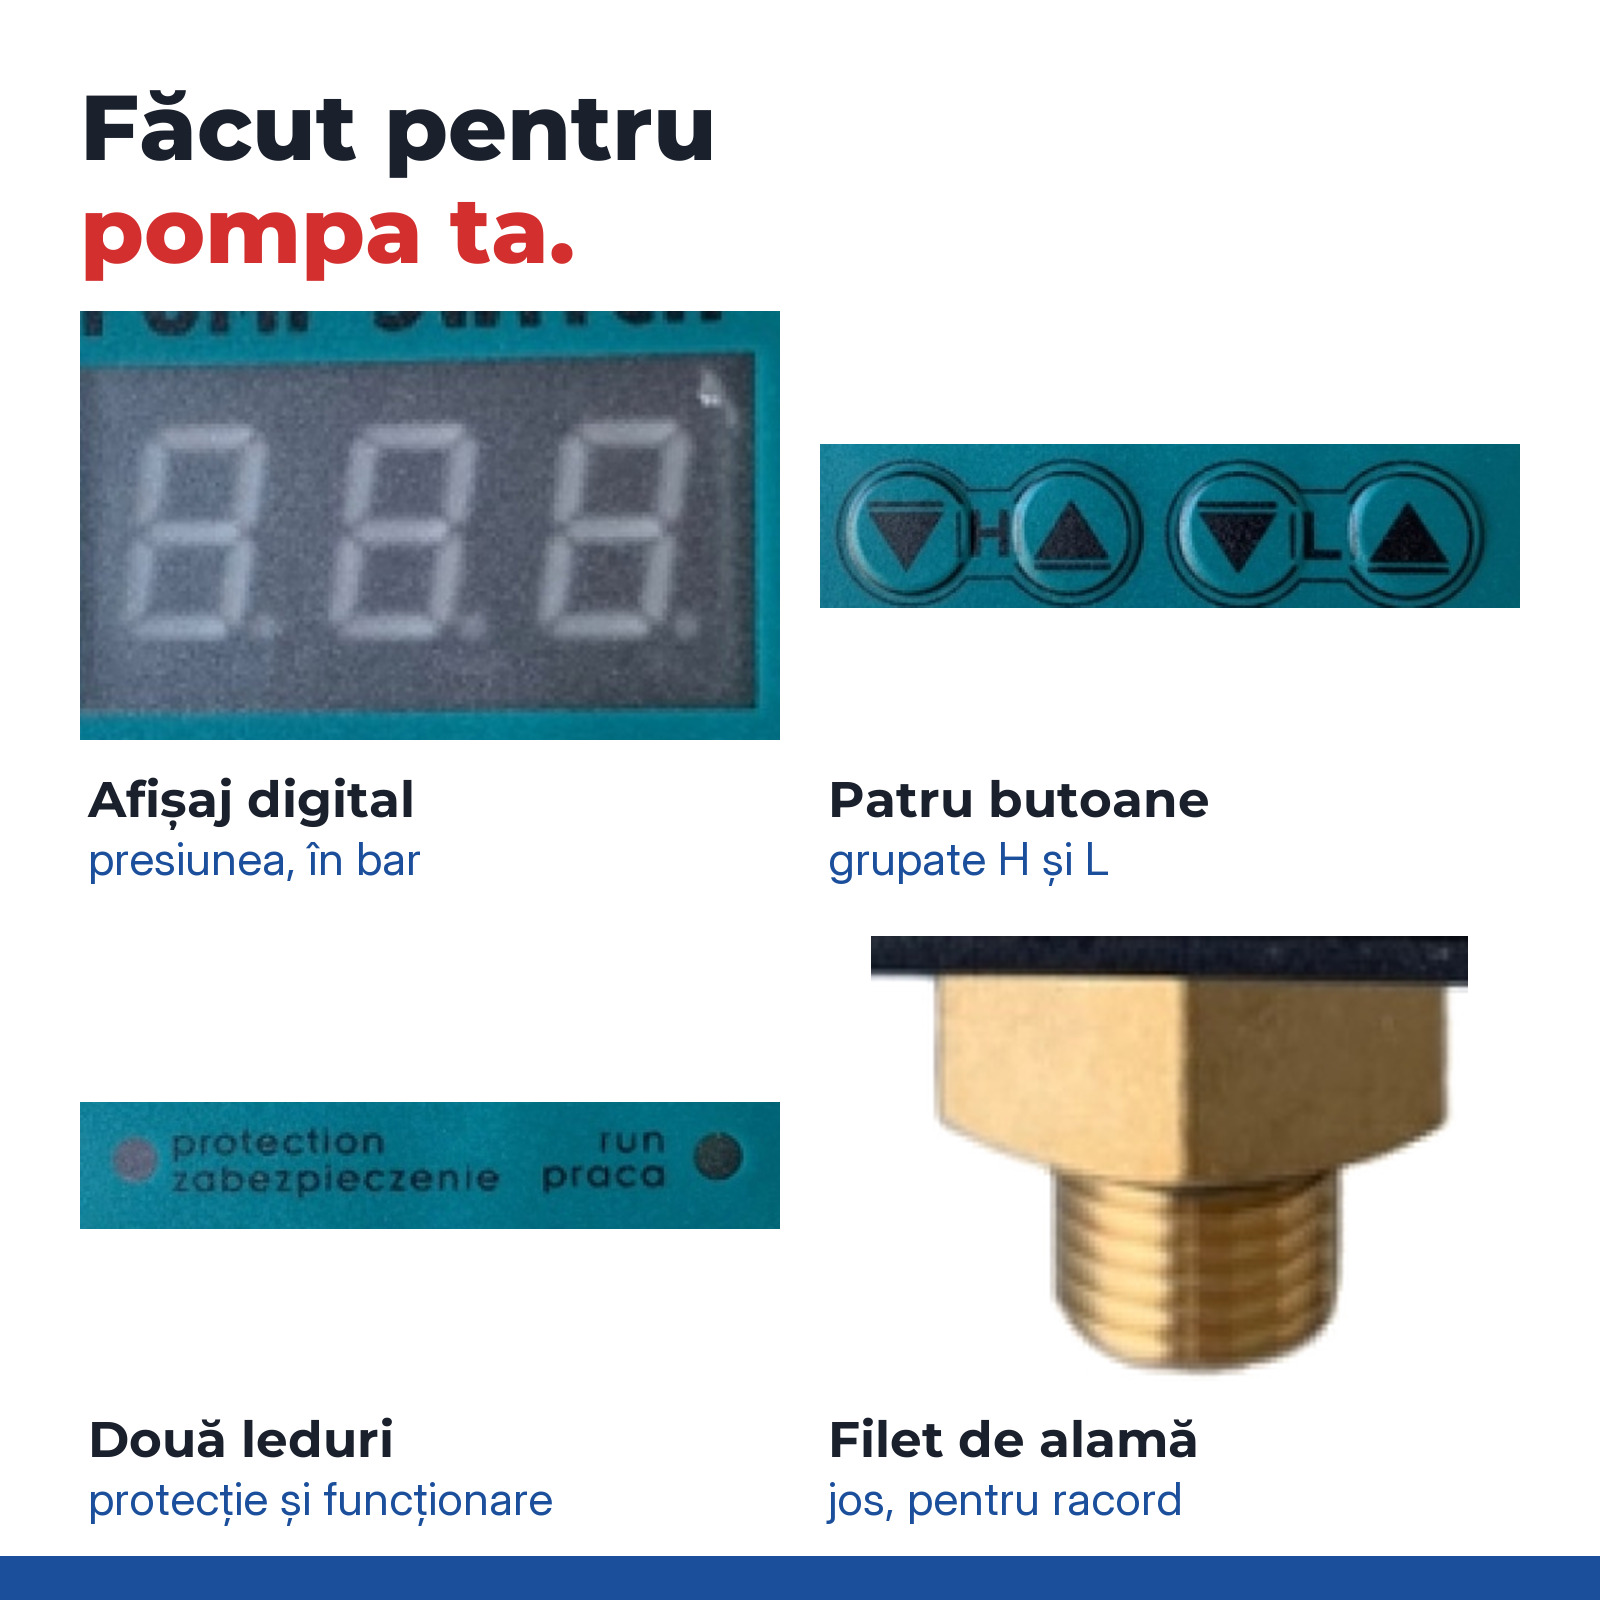 Făcut pentru
pompa ta.
H
L
Afișaj digital
presiunea, în bar
Patru butoane
grupate H și L
protection
zabezpieczenie
run
praca
Două leduri
protecție și funcționare
Filet de alamă
jos, pentru racord